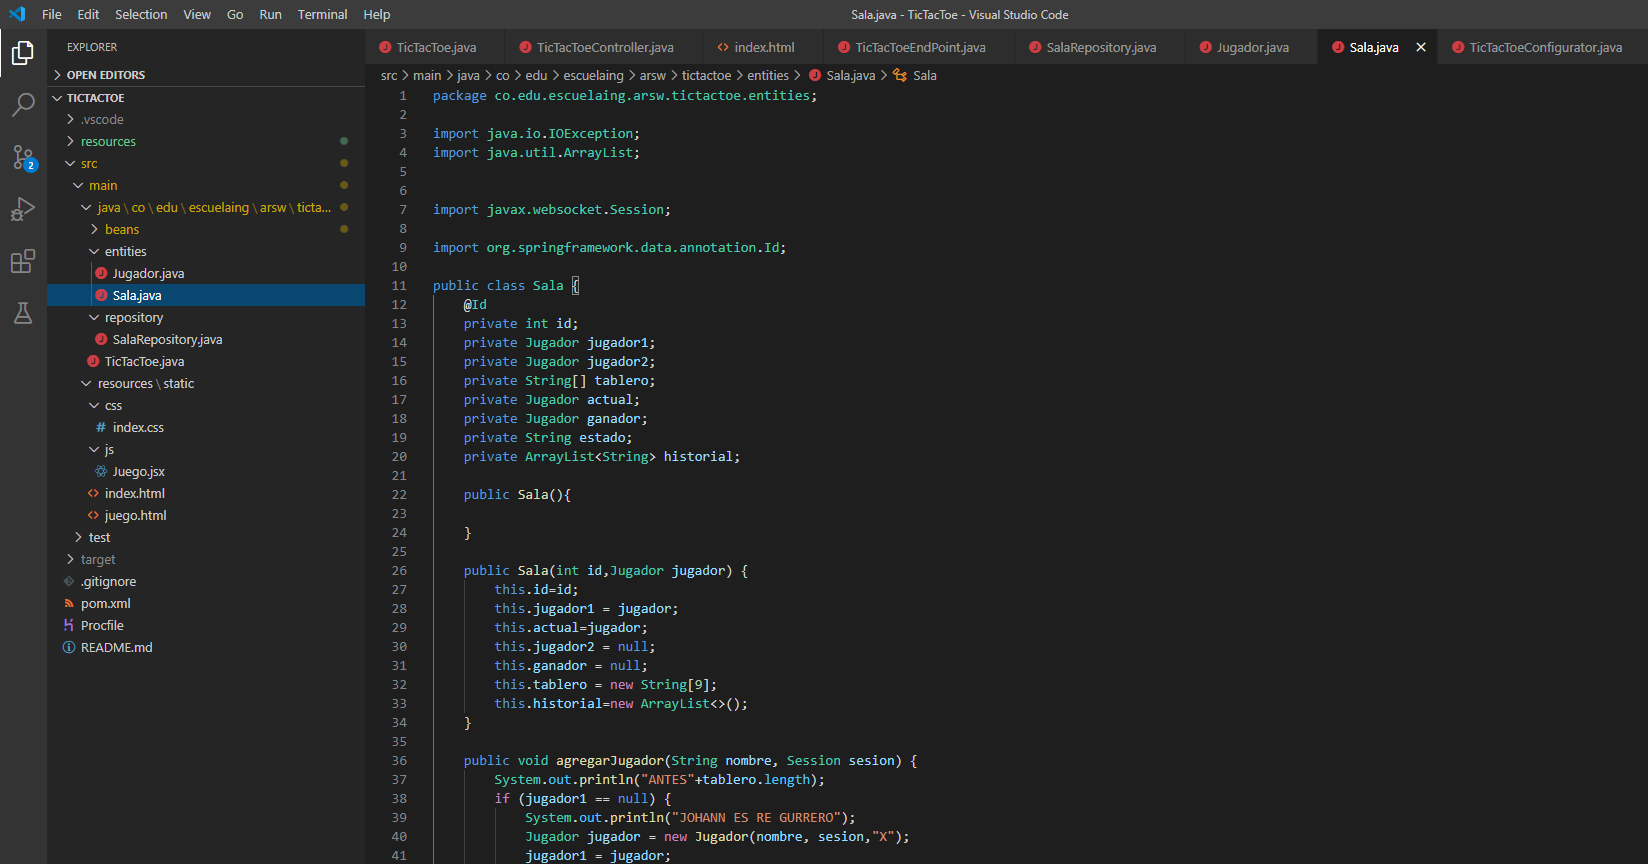 File Edit Selection View Go Run Terminal Help
Sala.java - TicTacToe - Visual Studio Code
EXPLORER
OPEN EDITORS
TICTACTOE
.vscode
resources
src
main
java \ co \ edu \ escuelaing \ arsw \ ticta...
beans
entities
Jugador.java
Sala.java
repository
SalaRepository.java
TicTacToe.java
resources \ static
css
# index.css
js
Juego.jsx
<> index.html
<> juego.html
test
target
.gitignore
pom.xml
Procfile
README.md
2
TicTacToe.java TicTacToeController.java <> index.html TicTacToeEndPoint.java SalaRepository.java Jugador.java Sala.java × TicTacToeConfigurator.java
src > main > java > co > edu > escuelaing > arsw > tictactoe > entities > Sala.java > Sala
1 package co.edu.escuelaing.arsw.tictactoe.entities;
2
3 import java.io.IOException;
4 import java.util.ArrayList;
5
6
7 import javax.websocket.Session;
8
9 import org.springframework.data.annotation.Id;
10
11 public class Sala {
12 @Id
13 private int id;
14 private Jugador jugador1;
15 private Jugador jugador2;
16 private String[] tablero;
17 private Jugador actual;
18 private Jugador ganador;
19 private String estado;
20 private ArrayList<String> historial;
21
22 public Sala(){
23
24 }
25
26 public Sala(int id,Jugador jugador) {
27 this.id=id;
28 this.jugador1 = jugador;
29 this.actual=jugador;
30 this.jugador2 = null;
31 this.ganador = null;
32 this.tablero = new String[9];
33 this.historial=new ArrayList<>();
34 }
35
36 public void agregarJugador(String nombre, Session sesion) {
37 System.out.println("ANTES"+tablero.length);
38 if (jugador1 == null) {
39 System.out.println("JOHANN ES RE GURRERO");
40 Jugador jugador = new Jugador(nombre, sesion,"X");
41 jugador1 = jugador;